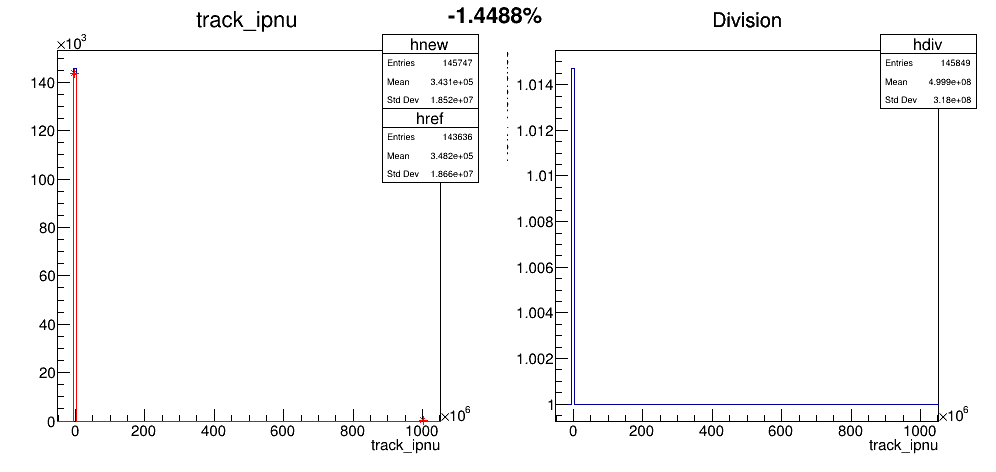 track_ipnu
-1.4488%
Division
×10³
hnew
Entries 145747
Mean 3.431e+05
Std Dev 1.852e+07
href
Entries 143636
Mean 3.482e+05
Std Dev 1.866e+07
140
120
100
80
60
40
20
0
0 200 400 600 800 1000
×10⁶
track_ipnu
hdiv
Entries 145849
Mean 4.999e+08
Std Dev 3.18e+08
1.014
1.012
1.01
1.008
1.006
1.004
1.002
1
0 200 400 600 800 1000
×10⁶
track_ipnu